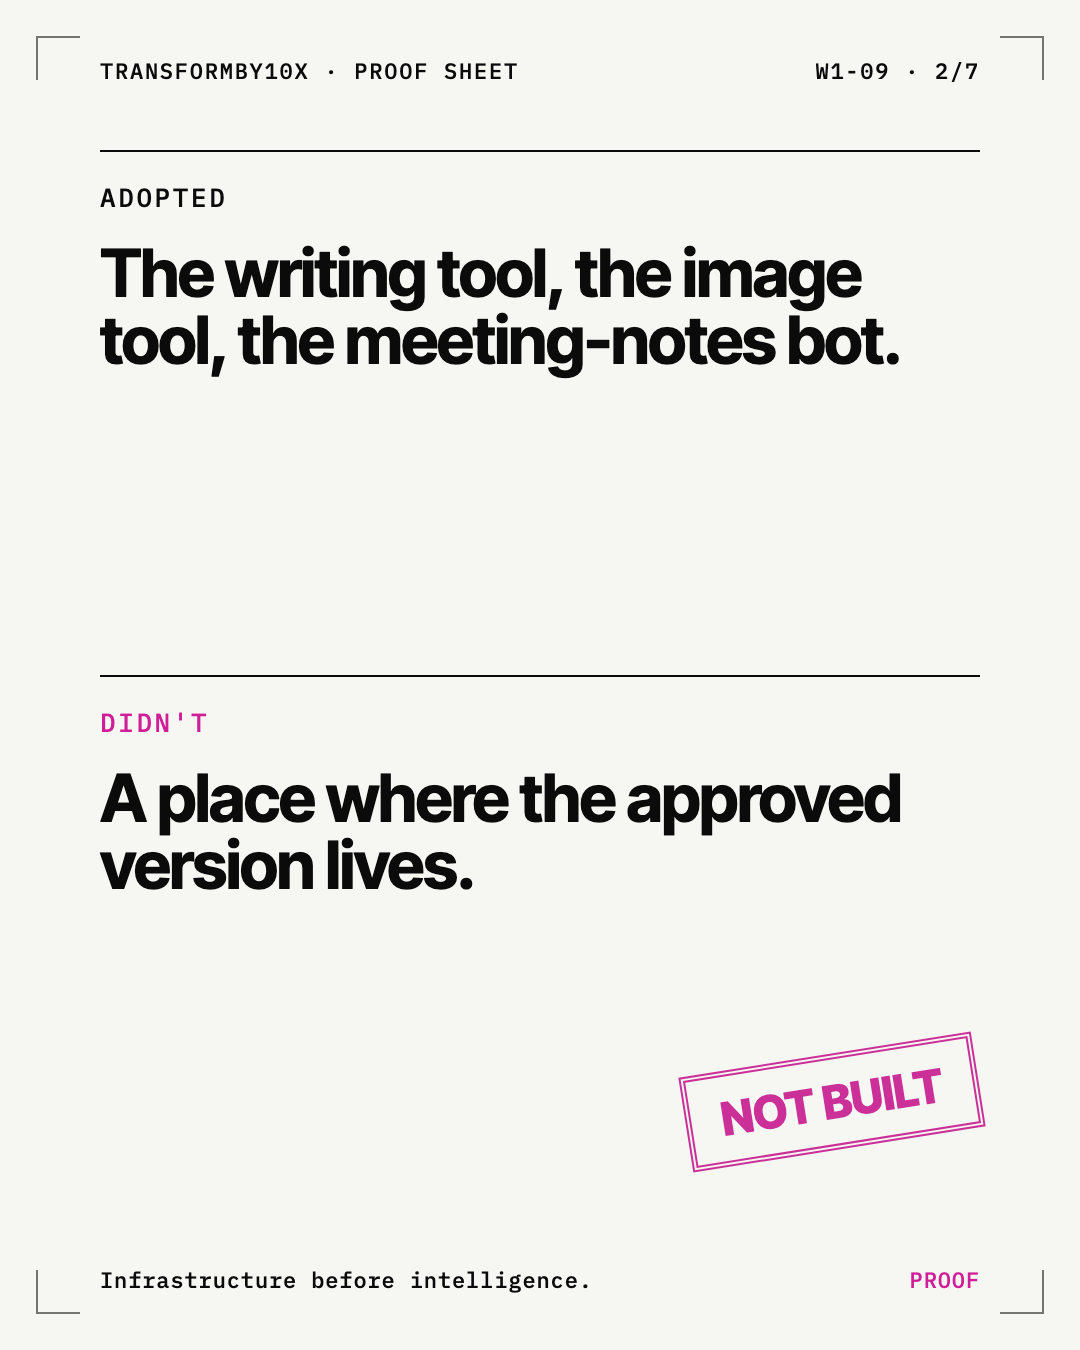 TRANSFORMBY10X · PROOF SHEET
W1-09 · 2/7
ADOPTED
The writing tool, the image
tool, the meeting-notes bot.
DIDN'T
A place where the approved
version lives.
NOT BUILT
Infrastructure before intelligence.
PROOF